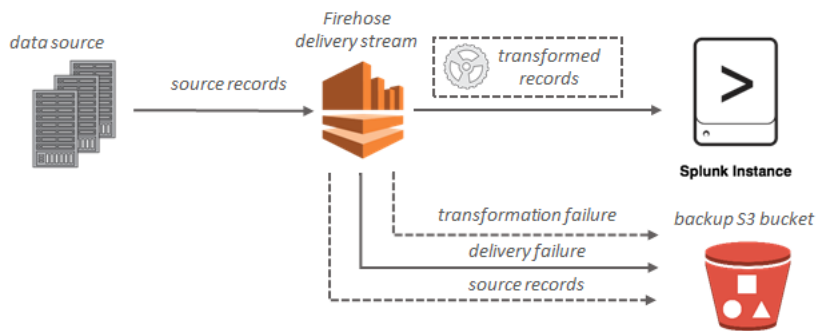 data source
source records
Firehose
delivery stream
transformed
records
>
Splunk Instance
transformation failure
delivery failure
source records
backup S3 bucket